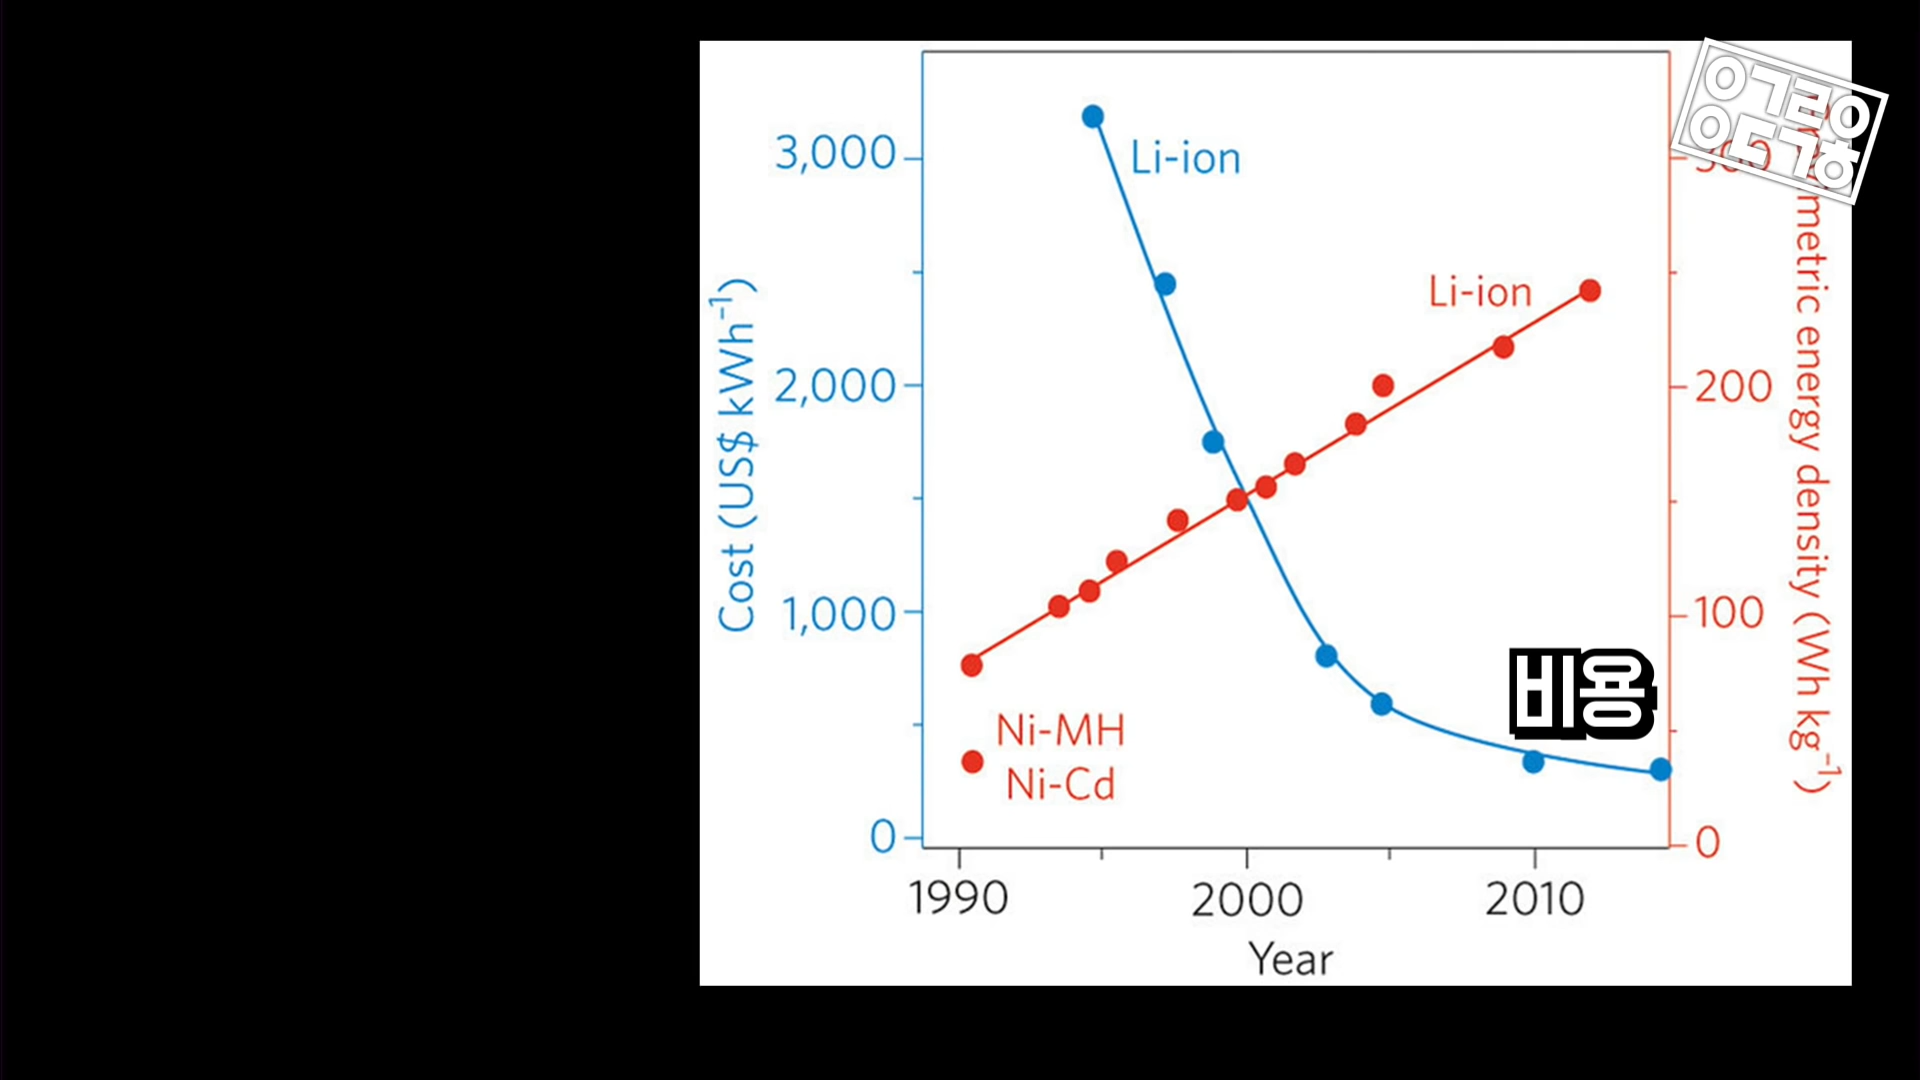 3,000
2,000
1,000
0
Cost (US$ kWh⁻¹)
Li-ion
Li-ion
Ni-MH
Ni-Cd
비용
200
100
0
energy density (Wh kg⁻¹)
1990
2000
2010
Year